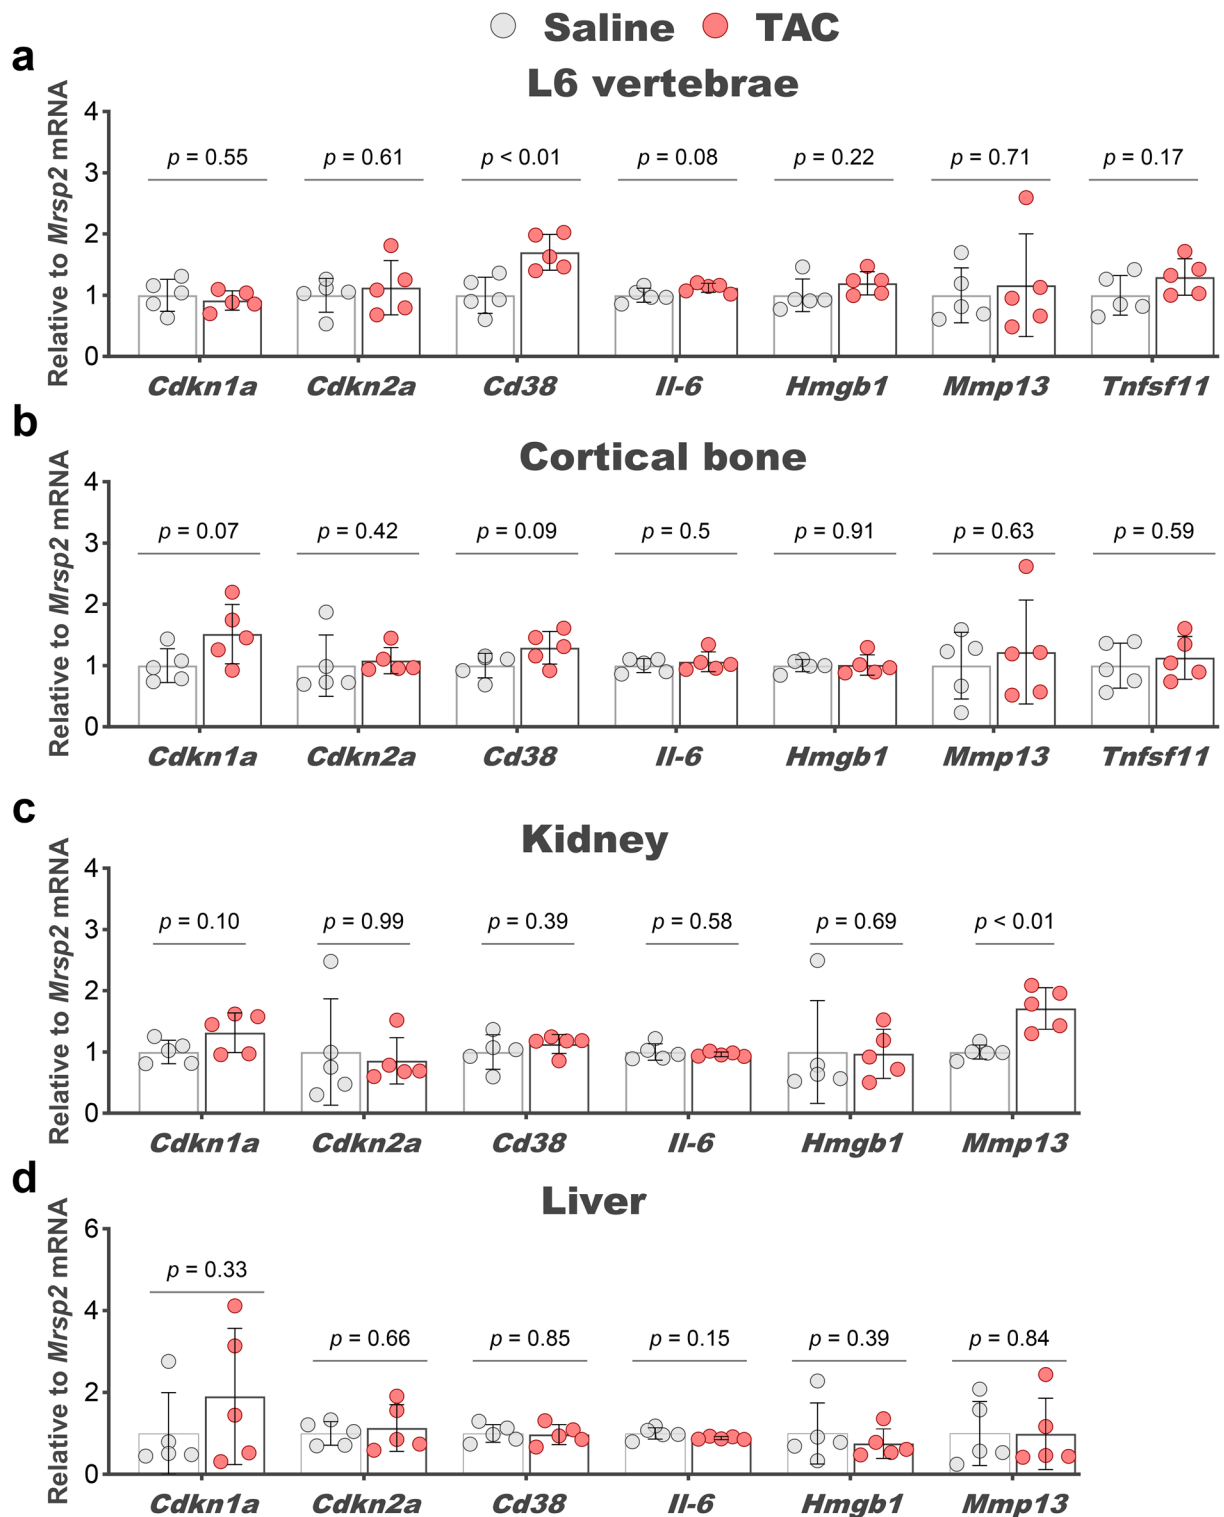 Saline TAC
a
L6 vertebrae
Relative to Mrsp2 mRNA
4
3
2
1
0
p = 0.55 p = 0.61 p < 0.01 p = 0.08 p = 0.22 p = 0.71 p = 0.17
Cdkn1a Cdkn2a Cd38 Il-6 Hmgb1 Mmp13 Tnfsf11
b
Cortical bone
Relative to Mrsp2 mRNA
4
3
2
1
0
p = 0.07 p = 0.42 p = 0.09 p = 0.5 p = 0.91 p = 0.63 p = 0.59
Cdkn1a Cdkn2a Cd38 Il-6 Hmgb1 Mmp13 Tnfsf11
c
Kidney
Relative to Mrsp2 mRNA
4
3
2
1
0
p = 0.10 p = 0.99 p = 0.39 p = 0.58 p = 0.69 p < 0.01
Cdkn1a Cdkn2a Cd38 Il-6 Hmgb1 Mmp13
d
Liver
Relative to Mrsp2 mRNA
6
4
2
0
p = 0.33 p = 0.66 p = 0.85 p = 0.15 p = 0.39 p = 0.84
Cdkn1a Cdkn2a Cd38 Il-6 Hmgb1 Mmp13